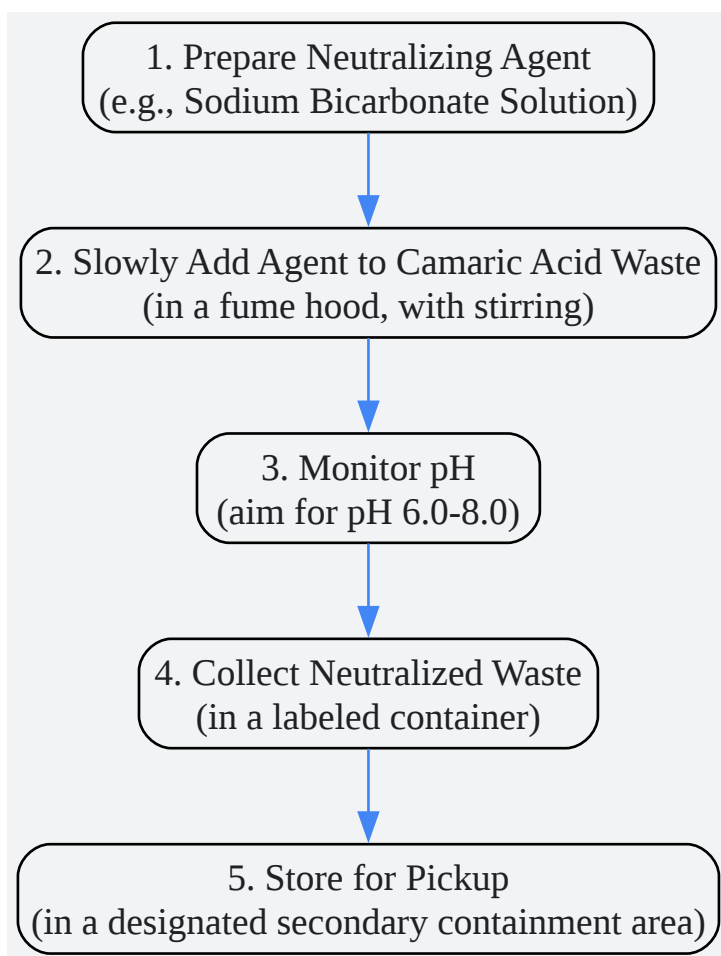 1. Prepare Neutralizing Agent
(e.g., Sodium Bicarbonate Solution)
2. Slowly Add Agent to Camaric Acid Waste
(in a fume hood, with stirring)
3. Monitor pH
(aim for pH 6.0-8.0)
4. Collect Neutralized Waste
(in a labeled container)
5. Store for Pickup
(in a designated secondary containment area)